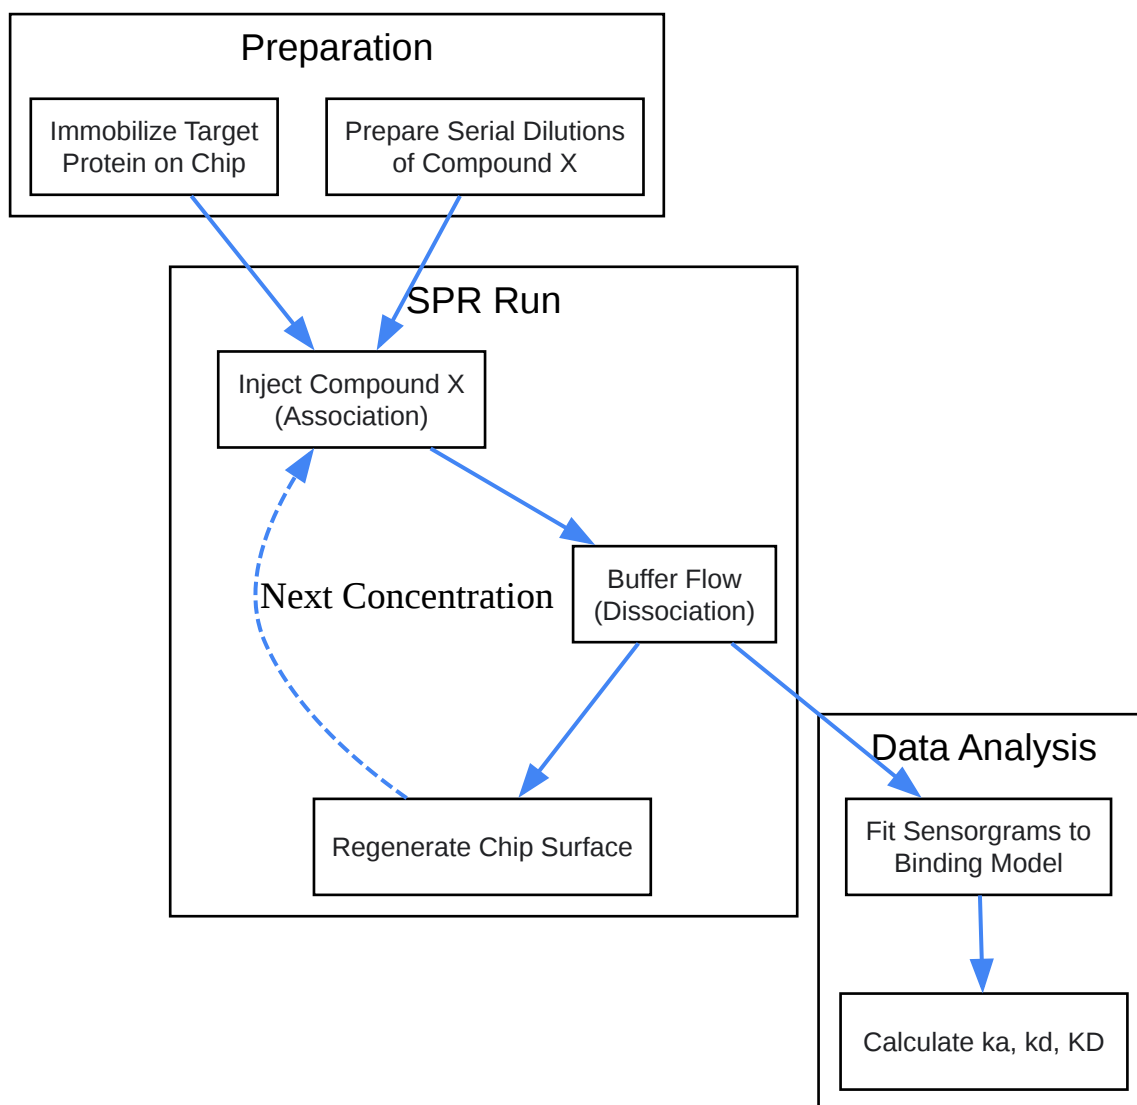 Preparation
Immobilize Target
Protein on Chip
Prepare Serial Dilutions
of Compound X
SPR Run
Inject Compound X
(Association)
Next Concentration
Buffer Flow
(Dissociation)
Regenerate Chip Surface
Data Analysis
Fit Sensorgrams to
Binding Model
Calculate ka, kd, KD